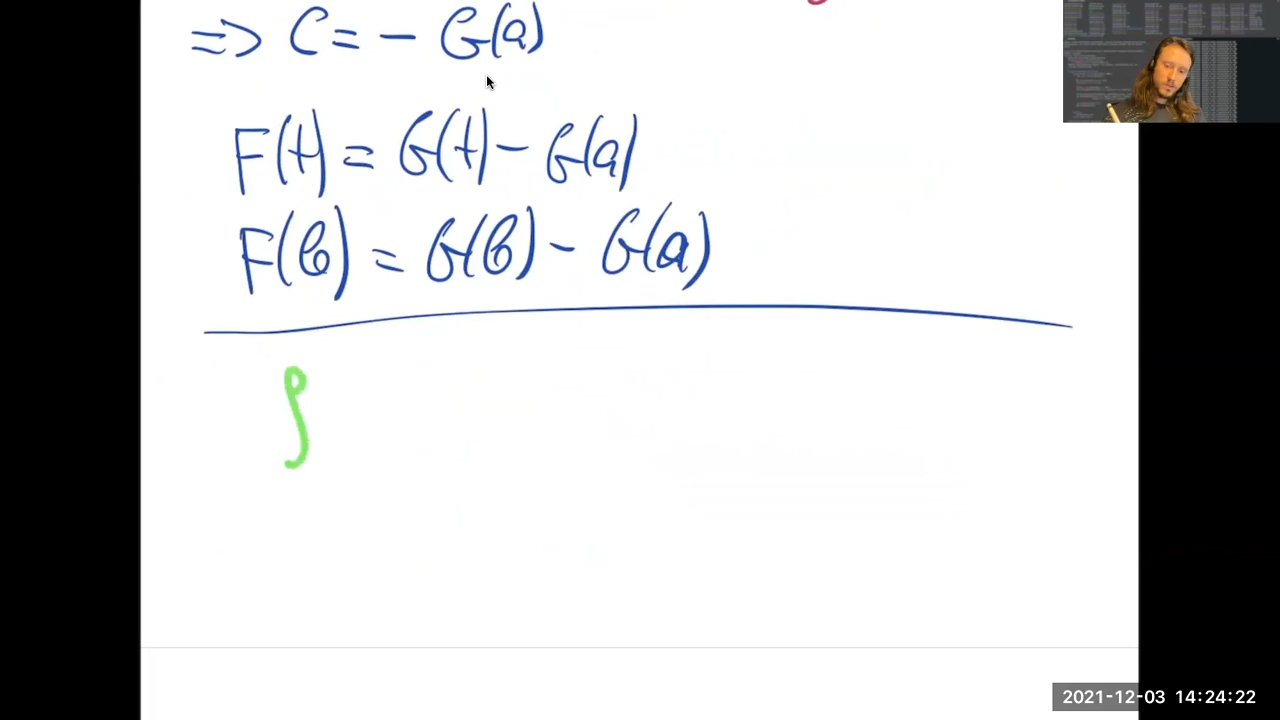 => C = - G(a)
F(t) = G(t) - G(a)
F(b) = G(b) - G(a)
∫
2021-12-03 14:24:22